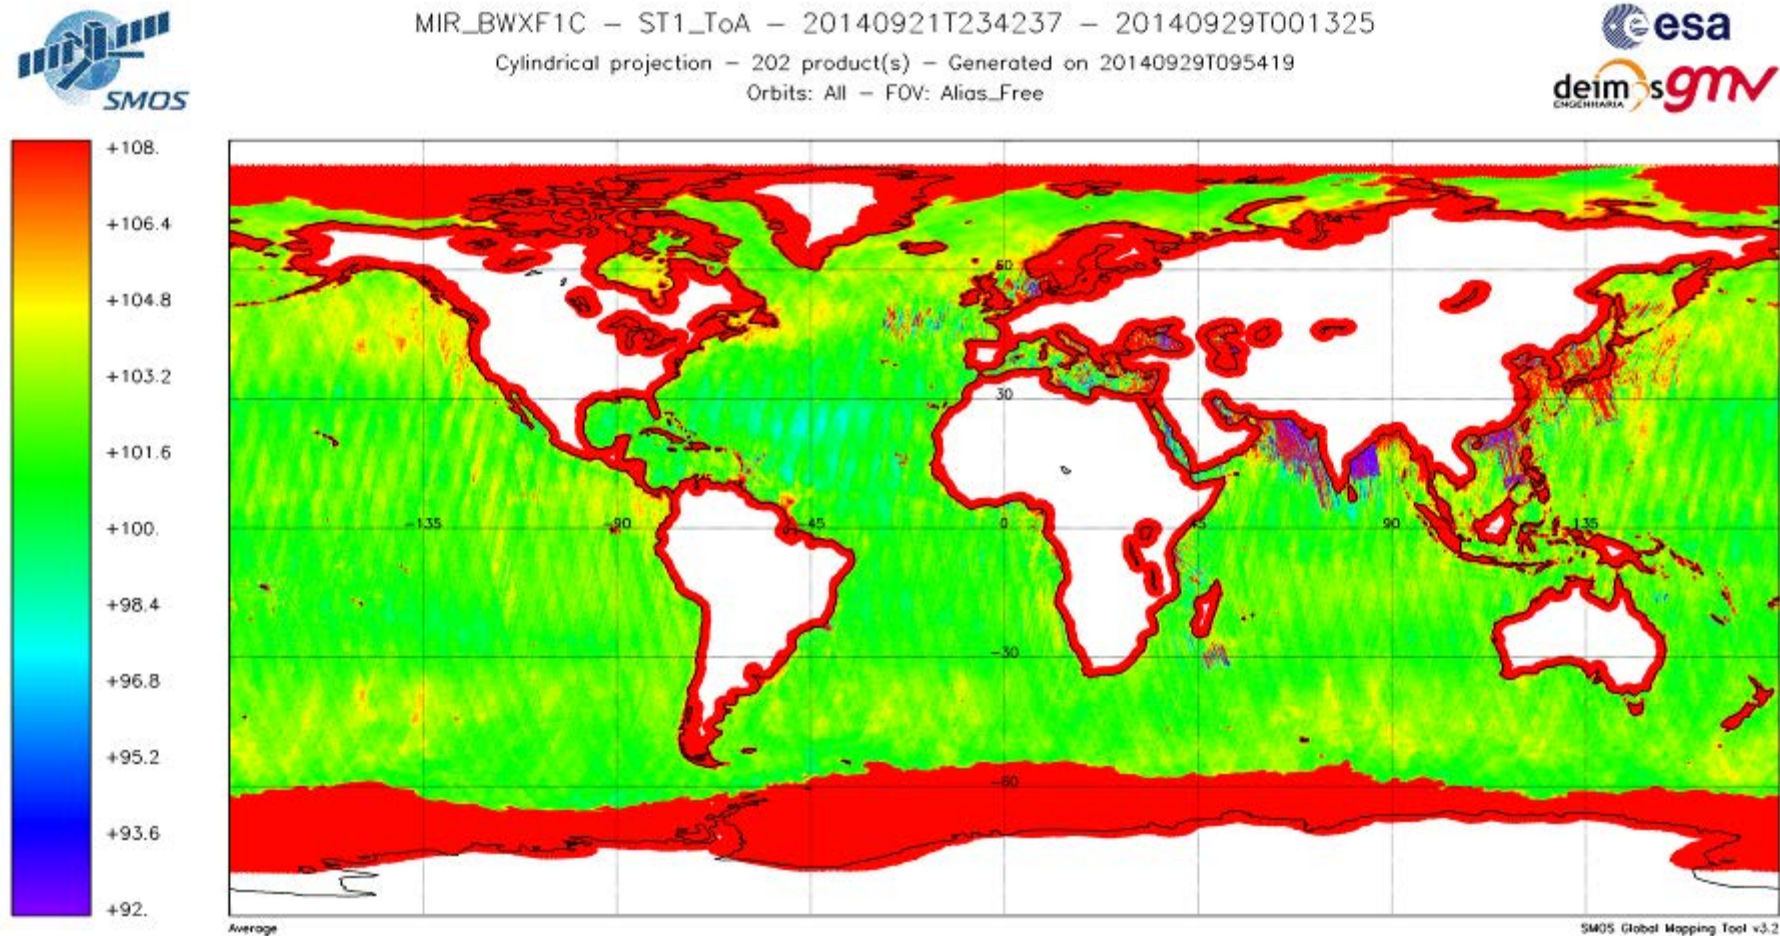 SMOS
MIR_BWXF1C – ST1_ToA – 20140921T234237 – 20140929T001325
Cylindrical projection – 202 product(s) – Generated on 20140929T095419
Orbits: All – FOV: Alias_Free
esa
deimos
ENGENHARIA
gmv
+108.
+106.4
+104.8
+103.2
+101.6
+100.
+98.4
+96.8
+95.2
+93.6
+92.
60
30
-135
-90
-45
0
45
90
135
-30
-60
Average
SMOS Global Mapping Tool v3.2